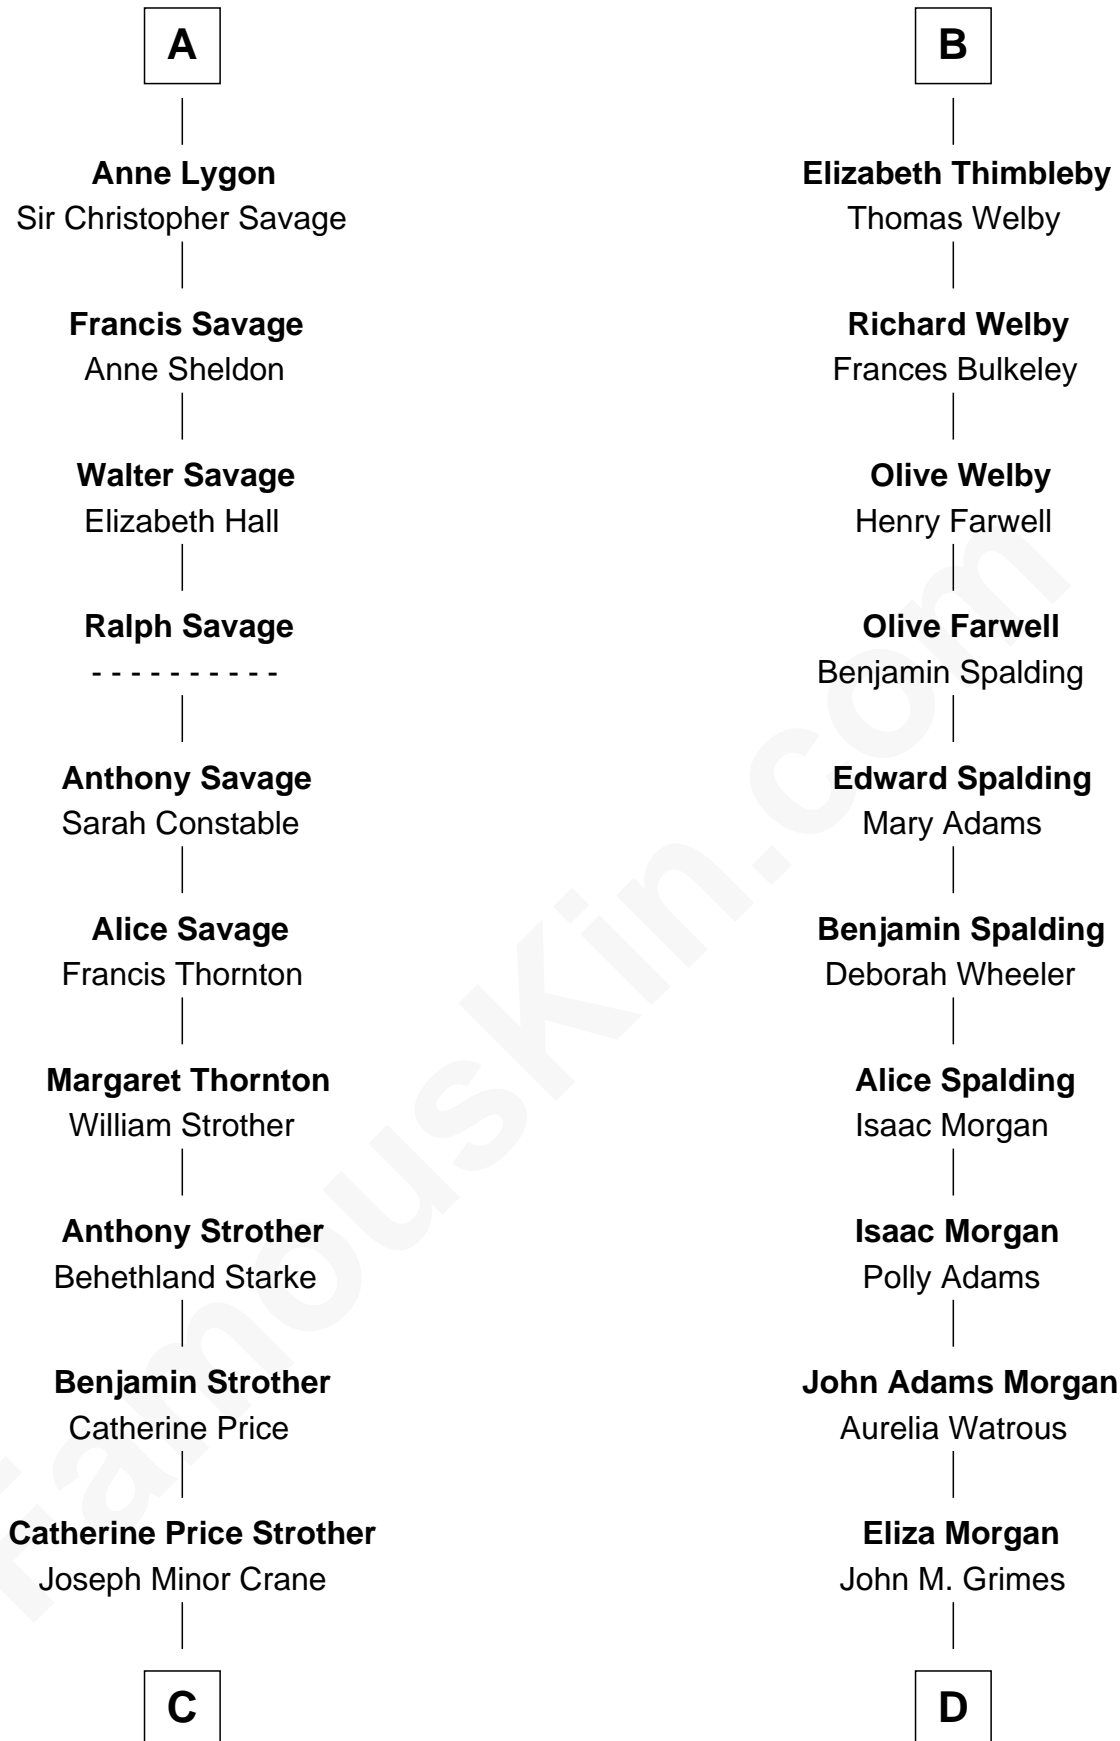 A
Anne Lygon
Sir Christopher Savage
Francis Savage
Anne Sheldon
Walter Savage
Elizabeth Hall
Ralph Savage
- - - - - - - - - -
Anthony Savage
Sarah Constable
Alice Savage
Francis Thornton
Margaret Thornton
William Strother
Anthony Strother
Behethland Starke
Benjamin Strother
Catherine Price
Catherine Price Strother
Joseph Minor Crane
C
B
Elizabeth Thimbleby
Thomas Welby
Richard Welby
Frances Bulkeley
Olive Welby
Henry Farwell
Olive Farwell
Benjamin Spalding
Edward Spalding
Mary Adams
Benjamin Spalding
Deborah Wheeler
Alice Spalding
Isaac Morgan
Isaac Morgan
Polly Adams
John Adams Morgan
Aurelia Watrous
Eliza Morgan
John M. Grimes
D
FamousKin.com